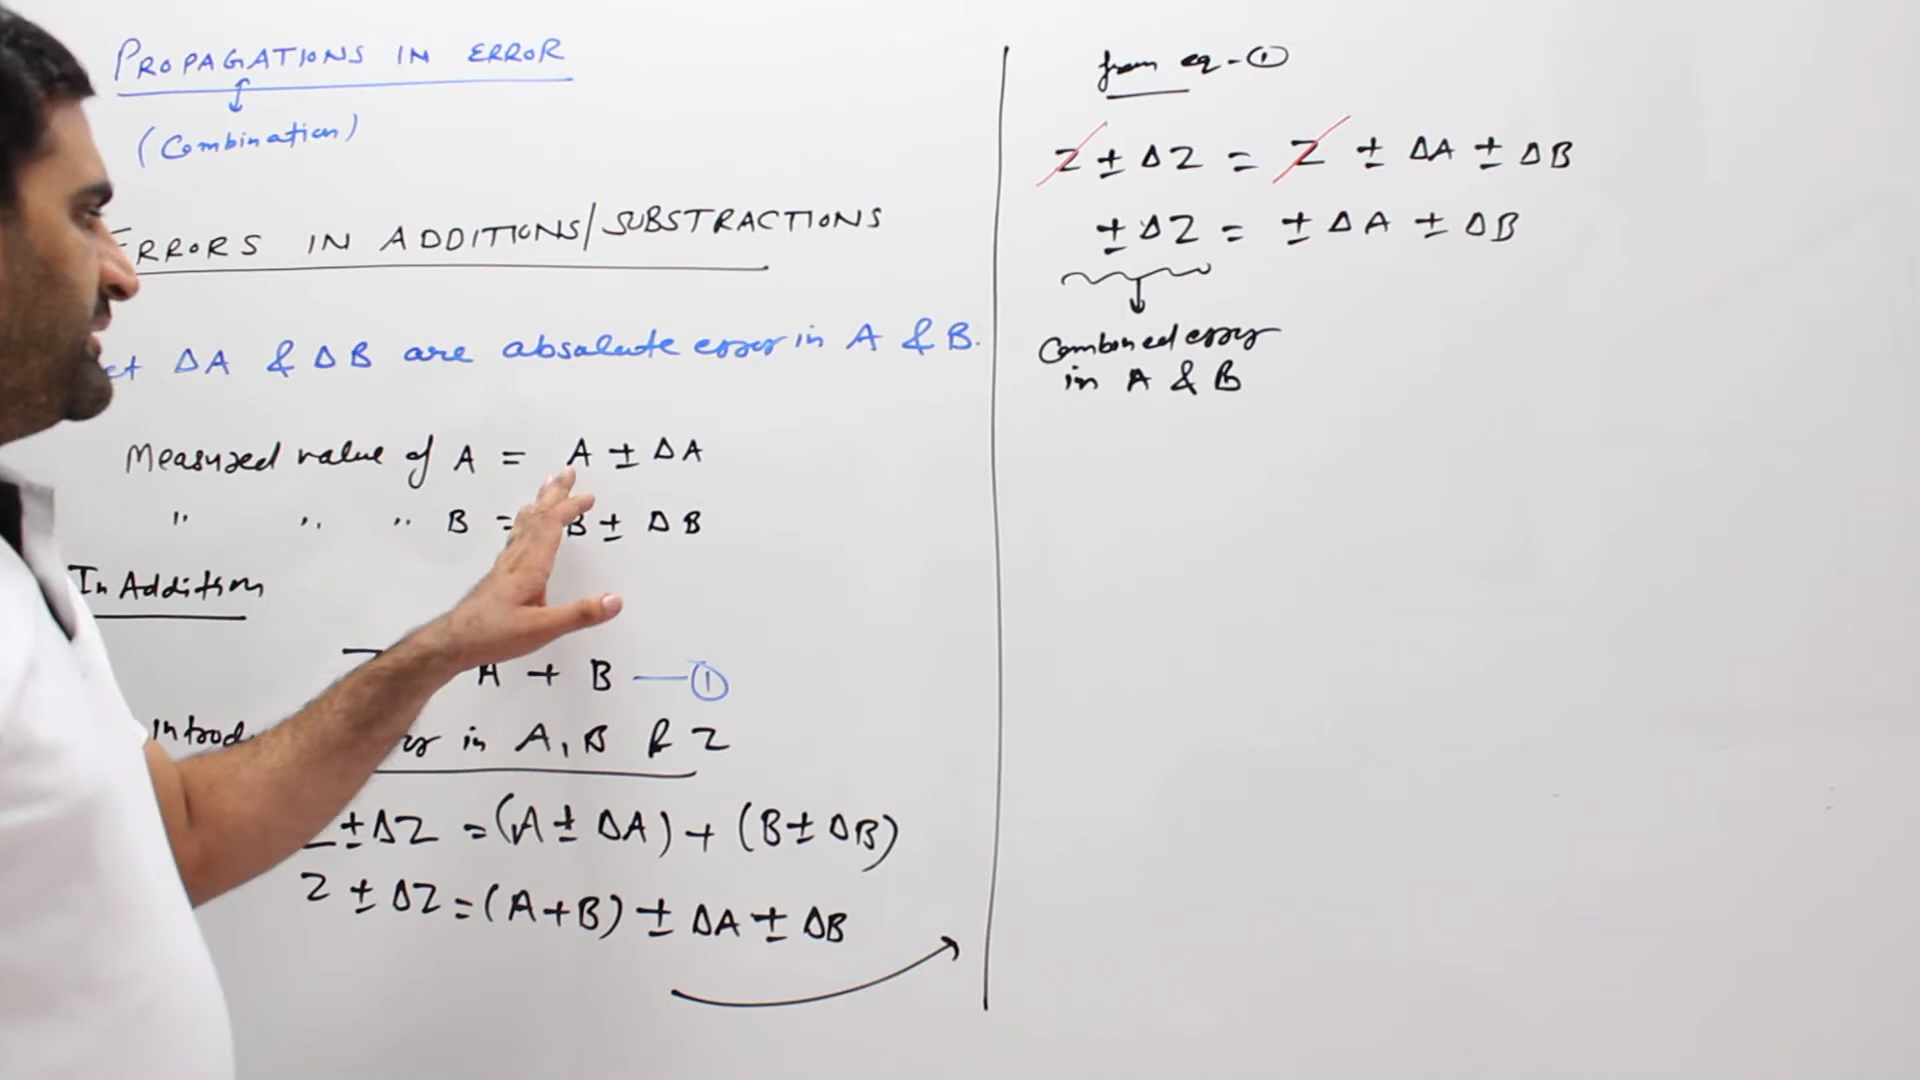 PROPAGATIONS IN ERROR
(Combination)
ERRORS IN ADDITIONS/SUBSTRACTIONS
ΔA & ΔB are absolute error in A & B.
Measured value of A = A ± ΔA
" " " B = B ± ΔB
In Addition
A + B — ①
in A, B & Z
Z ± ΔZ = (A ± ΔA) + (B ± ΔB)
Z ± ΔZ = (A+B) ± ΔA ± ΔB
from eq - ①
Z ± ΔZ = Z ± ΔA ± ΔB
± ΔZ = ± ΔA ± ΔB
Combined error
in A & B